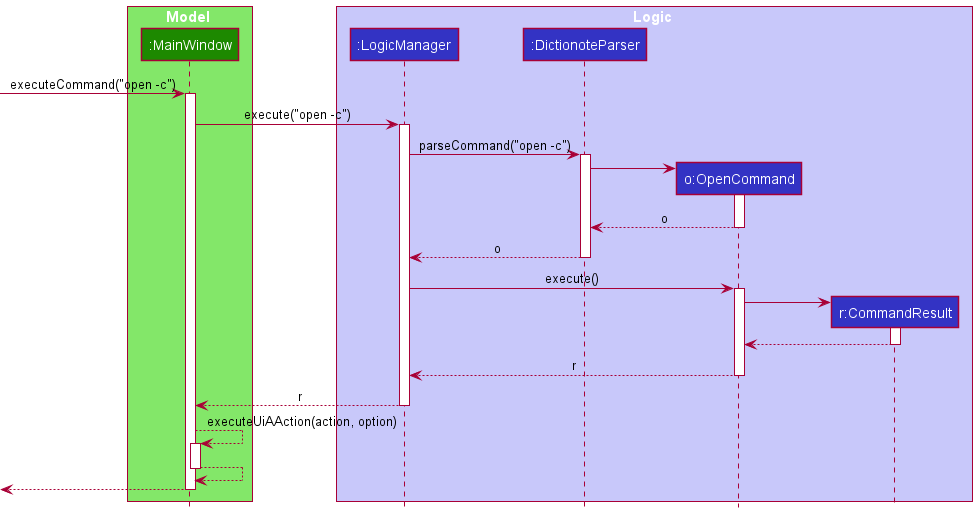 Model
Logic
:MainWindow
:LogicManager
:DictionoteParser
executeCommand("open -c")
execute("open -c")
parseCommand("open -c")
o:OpenCommand
o
o
execute()
r:CommandResult
r
r
executeUiAAction(action, option)